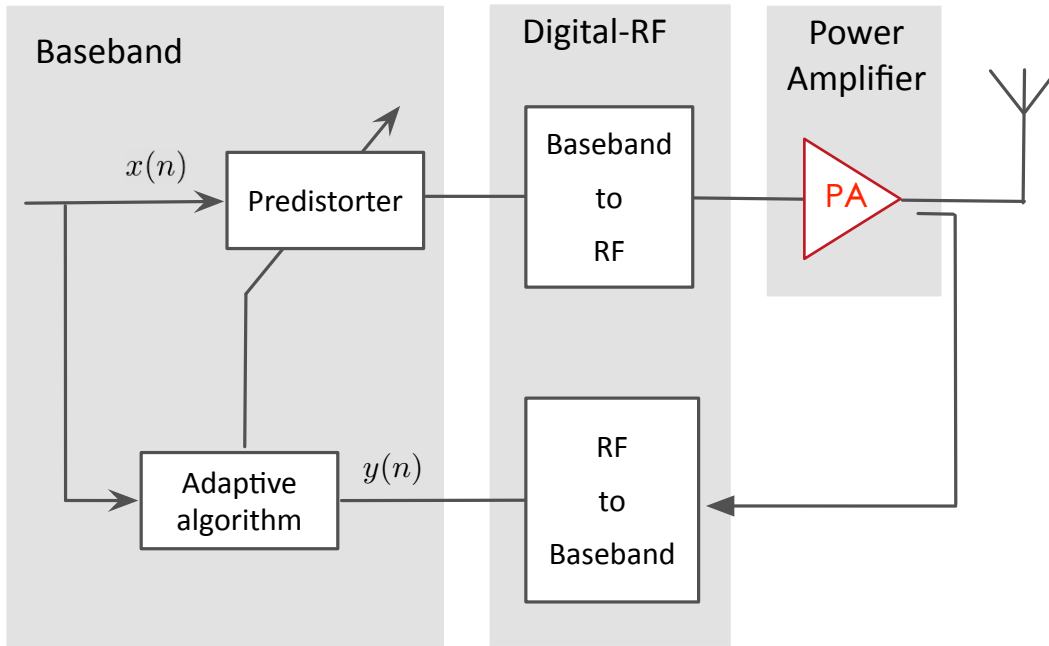 Baseband
Digital-RF
Power
Amplifier
x(n)
Predistorter
Baseband
to
RF
PA
Adaptive
algorithm
y(n)
RF
to
Baseband